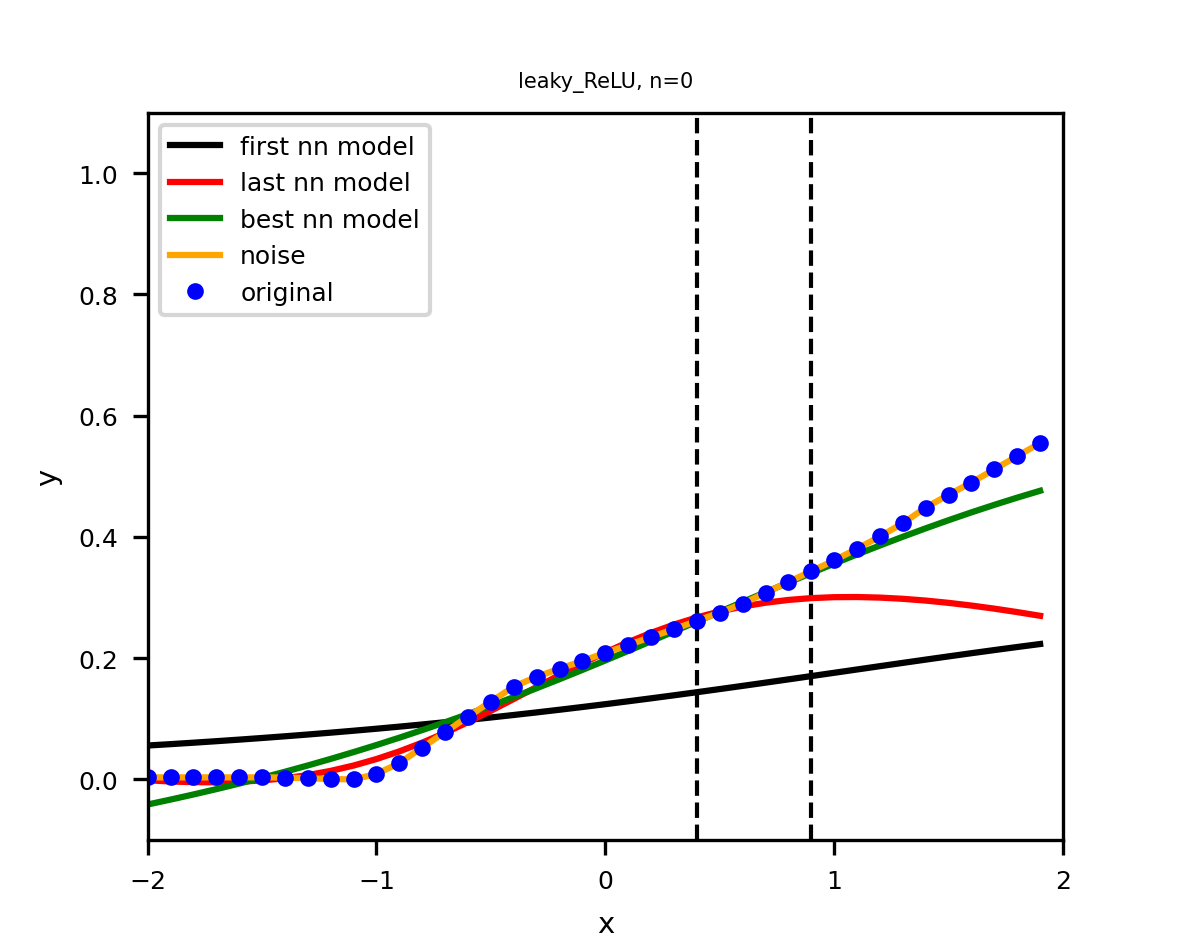 leaky_ReLU, n=0
first nn model
last nn model
best nn model
noise
original
1.0
0.8
0.6
0.4
0.2
0.0
y
−2
−1
0
1
2
x